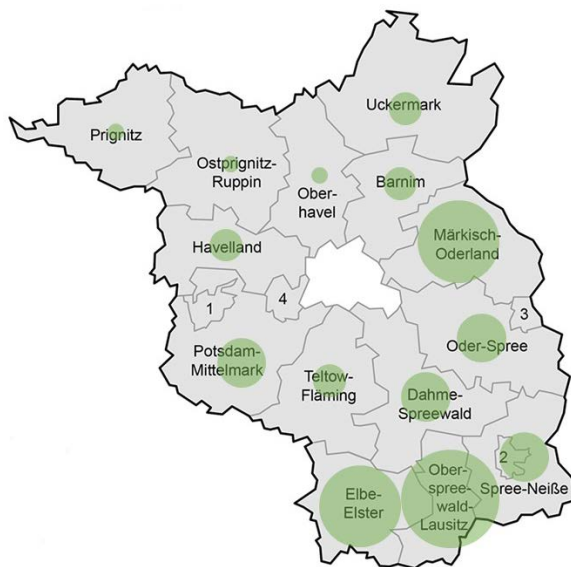 Uckermark
Prignitz
Ostprignitz-
Ruppin
Ober-
havel
Barnim
Märkisch-
Oderland
Havelland
1
4
3
Oder-Spree
Potsdam-
Mittelmark
Teltow-
Fläming
Dahme-
Spreewald
2
Spree-Neiße
Elbe-
Elster
Ober-
spree-
wald-
Lausitz